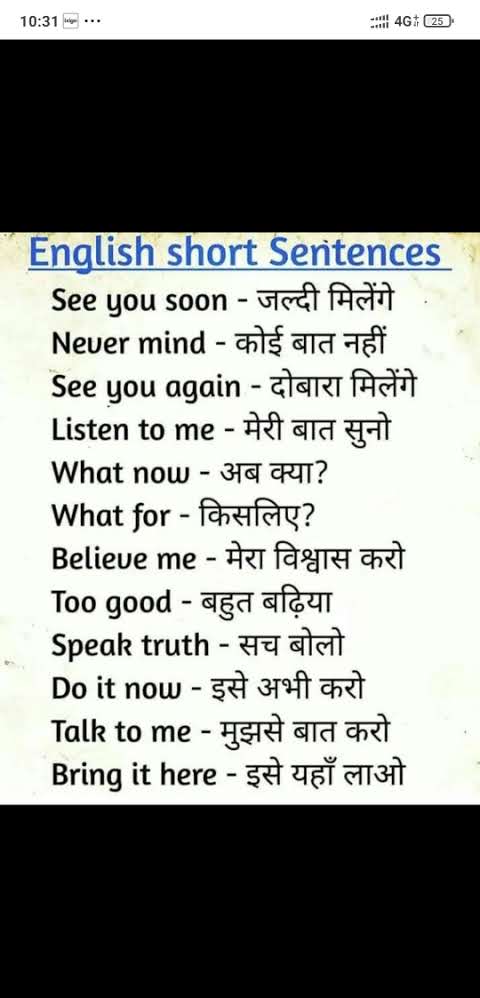 10:31 ...
4G 25
English short Sentences
See you soon - जल्दी मिलेंगे
Never mind - कोई बात नहीं
See you again - दोबारा मिलेंगे
Listen to me - मेरी बात सुनो
What now - अब क्या?
What for - किसलिए?
Believe me - मेरा विश्वास करो
Too good - बहुत बढ़िया
Speak truth - सच बोलो
Do it now - इसे अभी करो
Talk to me - मुझसे बात करो
Bring it here - इसे यहाँ लाओ